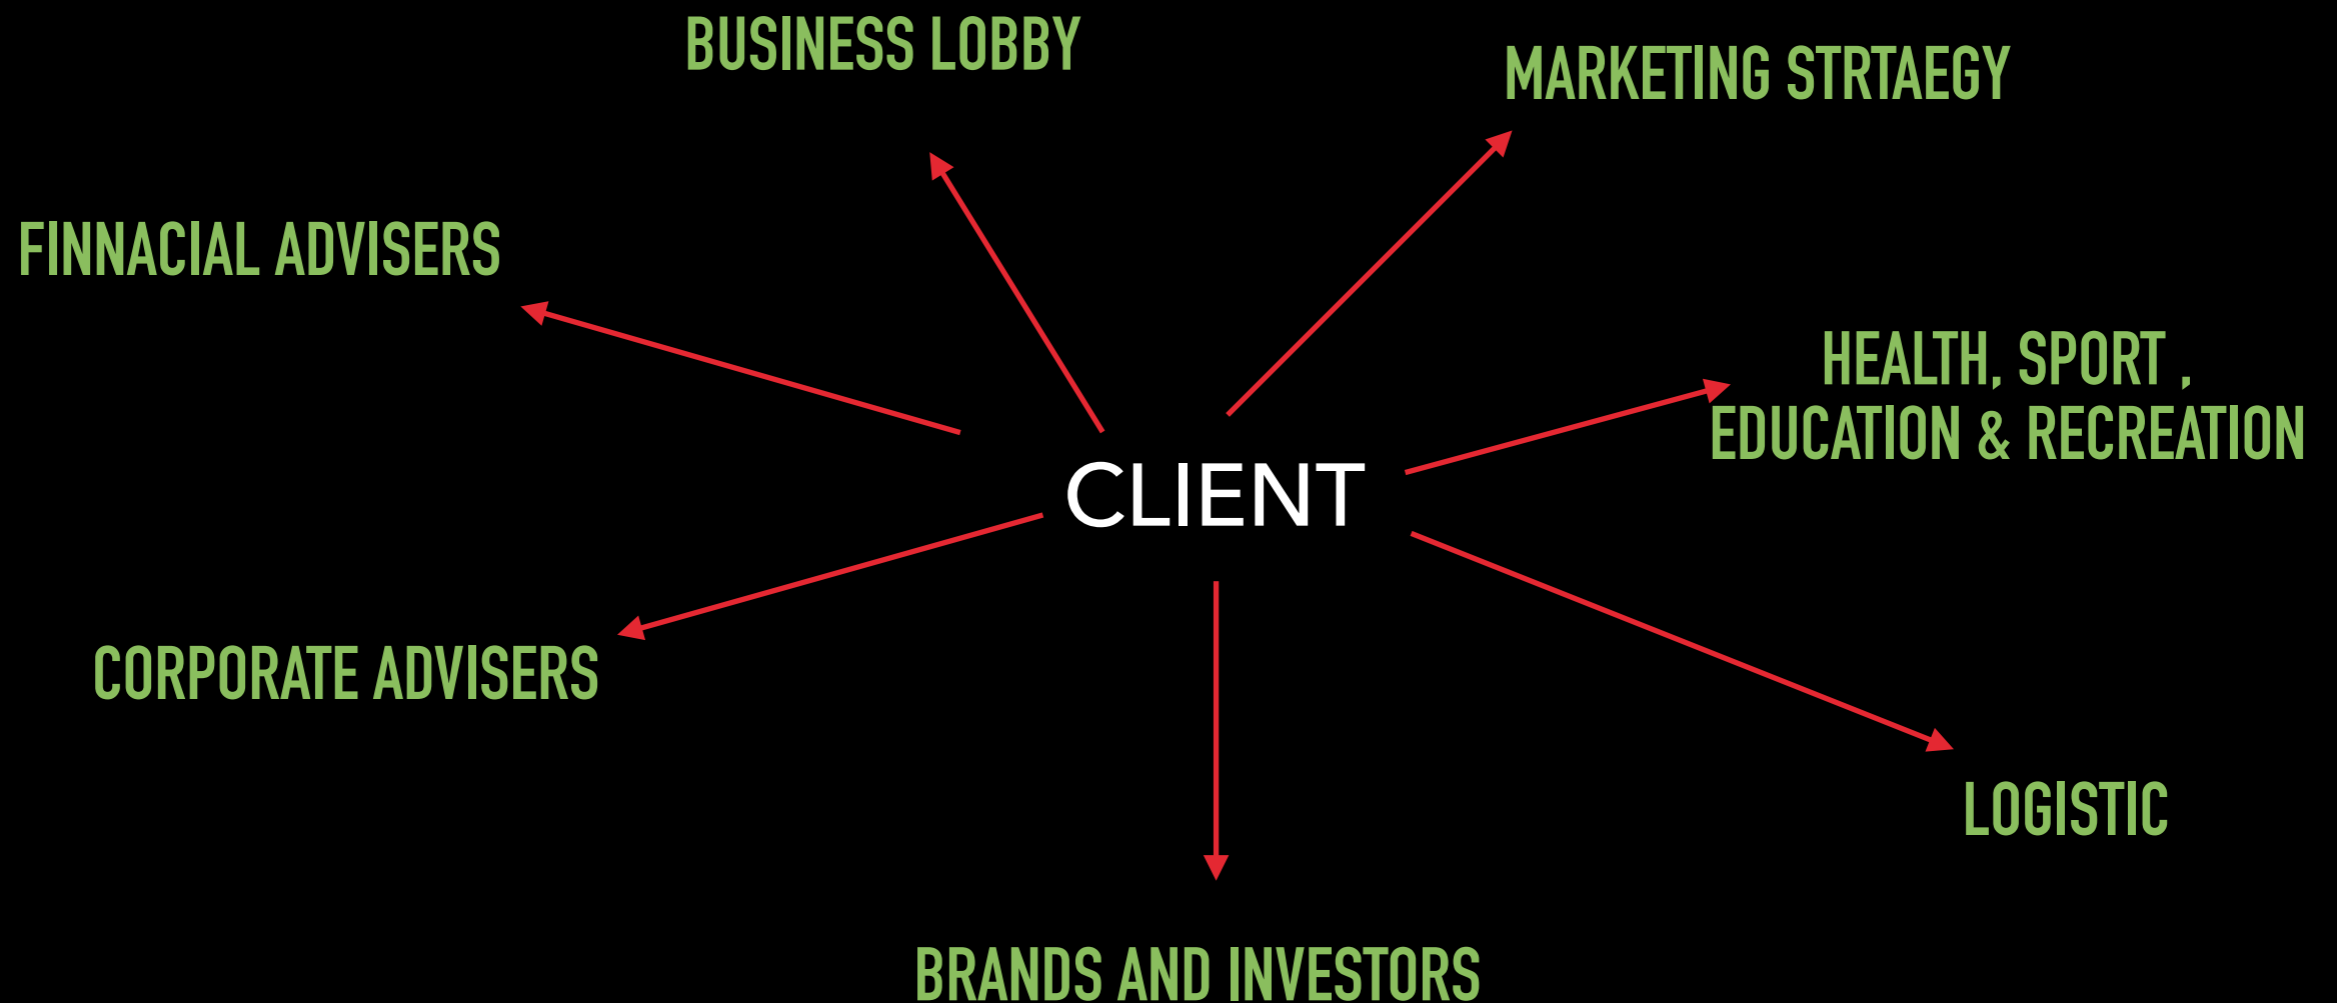 BUSINESS LOBBY
MARKETING STRTAEGY
FINNACIAL ADVISERS
HEALTH, SPORT ,
EDUCATION & RECREATION
CLIENT
CORPORATE ADVISERS
LOGISTIC
BRANDS AND INVESTORS